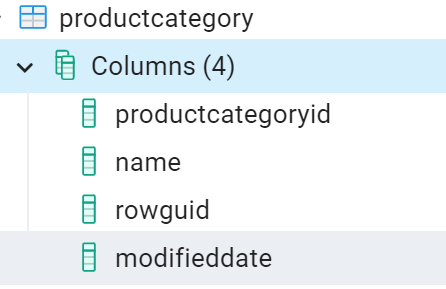 productcategory
Columns (4)
productcategoryid
name
rowguid
modifieddate